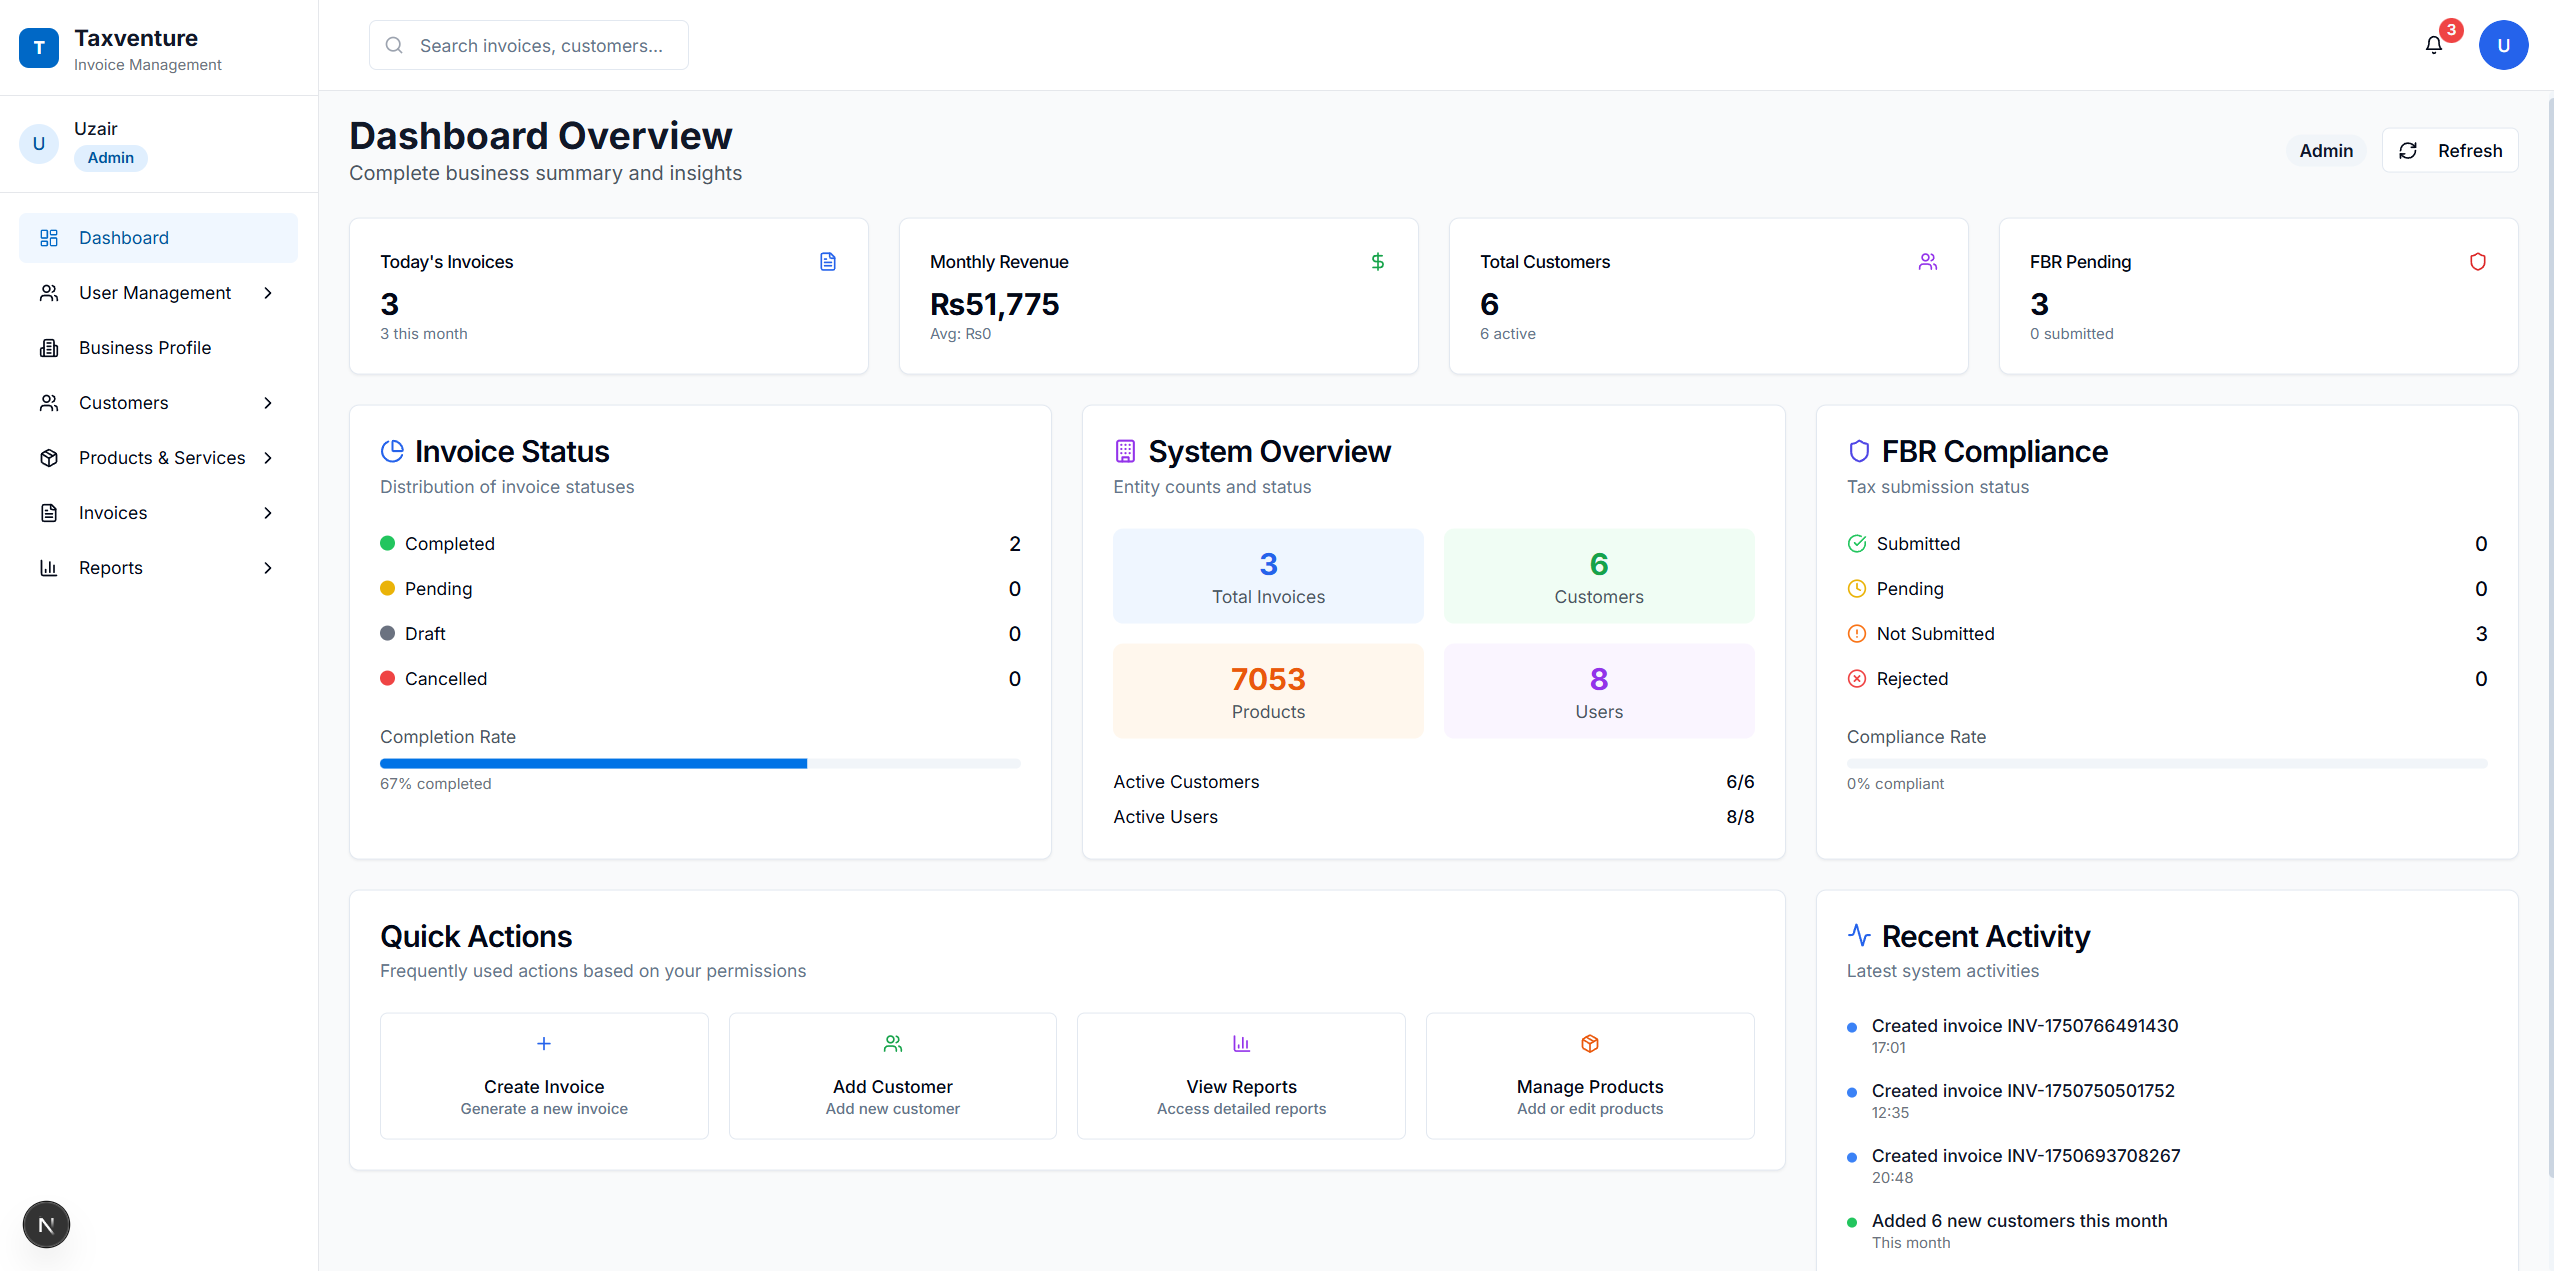 T
Taxventure
Invoice Management
U
Uzair
Admin
Dashboard
User Management
Business Profile
Customers
Products & Services
Invoices
Reports
N
Search invoices, customers...
3
U
Dashboard Overview
Complete business summary and insights
Admin
Refresh
Today's Invoices
3
3 this month
Monthly Revenue
Rs51,775
Avg: Rs0
Total Customers
6
6 active
FBR Pending
3
0 submitted
Invoice Status
Distribution of invoice statuses
Completed 2
Pending 0
Draft 0
Cancelled 0
Completion Rate
67% completed
System Overview
Entity counts and status
3
Total Invoices
6
Customers
7053
Products
8
Users
Active Customers 6/6
Active Users 8/8
FBR Compliance
Tax submission status
Submitted 0
Pending 0
Not Submitted 3
Rejected 0
Compliance Rate
0% compliant
Quick Actions
Frequently used actions based on your permissions
Create Invoice
Generate a new invoice
Add Customer
Add new customer
View Reports
Access detailed reports
Manage Products
Add or edit products
Recent Activity
Latest system activities
Created invoice INV-1750766491430
17:01
Created invoice INV-1750750501752
12:35
Created invoice INV-1750693708267
20:48
Added 6 new customers this month
This month